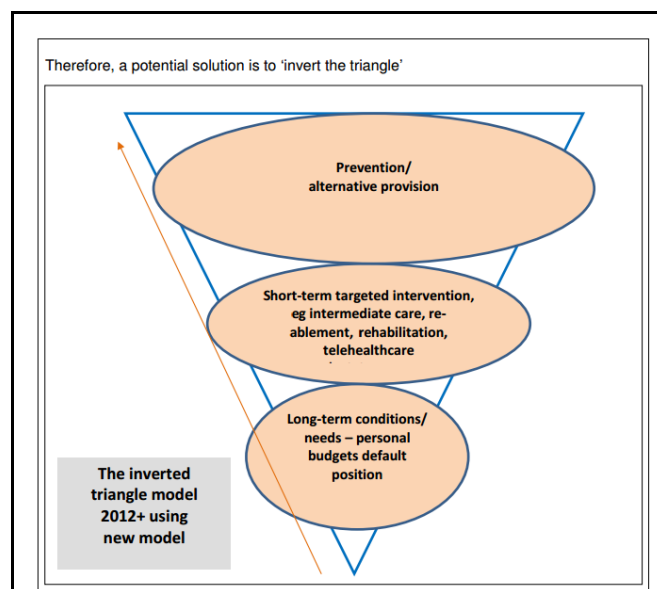 Therefore, a potential solution is to ‘invert the triangle’
Prevention/
alternative provision
Short-term targeted intervention,
eg intermediate care, re-
ablement, rehabilitation,
telehealthcare
Long-term conditions/
needs – personal
budgets default
position
The inverted
triangle model
2012+ using
new model